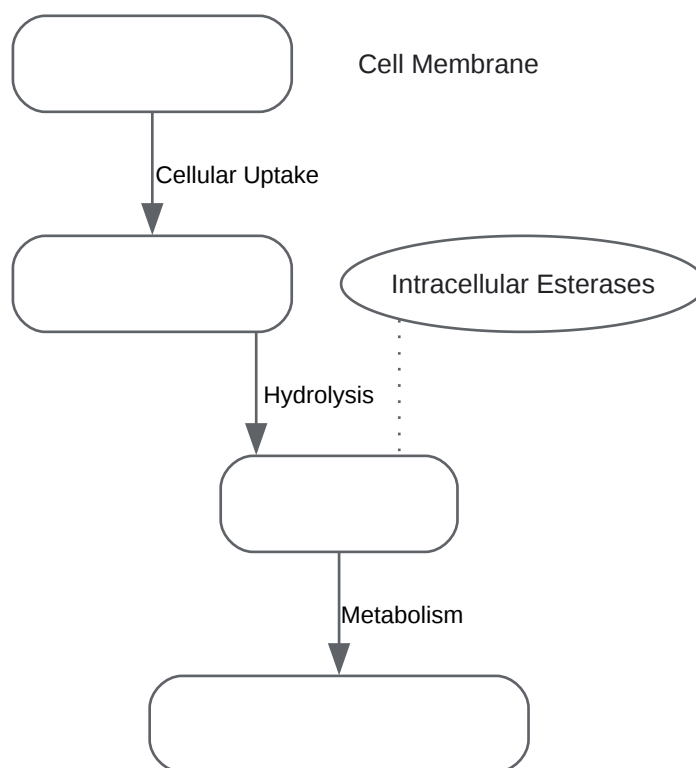 Cell Membrane
Cellular Uptake
Intracellular Esterases
Hydrolysis
Metabolism